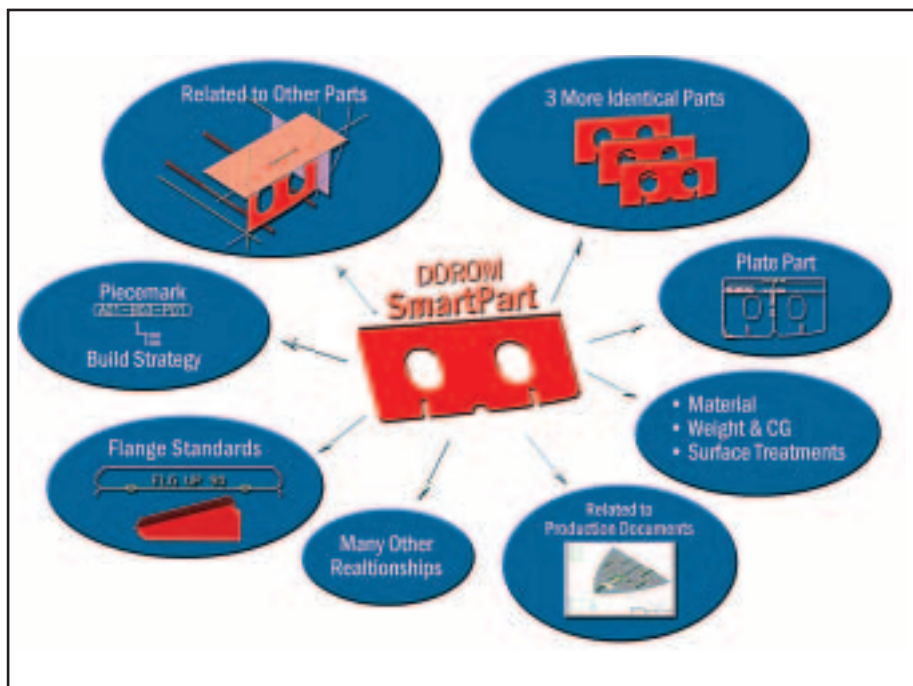 Related to Other Parts
3 More Identical Parts
DDROM
SmartPart
Plate Part
Piecemark
Build Strategy
• Material
• Weight & CG
• Surface Treatments
Flange Standards
FLG UP 90
Related to
Production Documents
Many Other
Realtionships